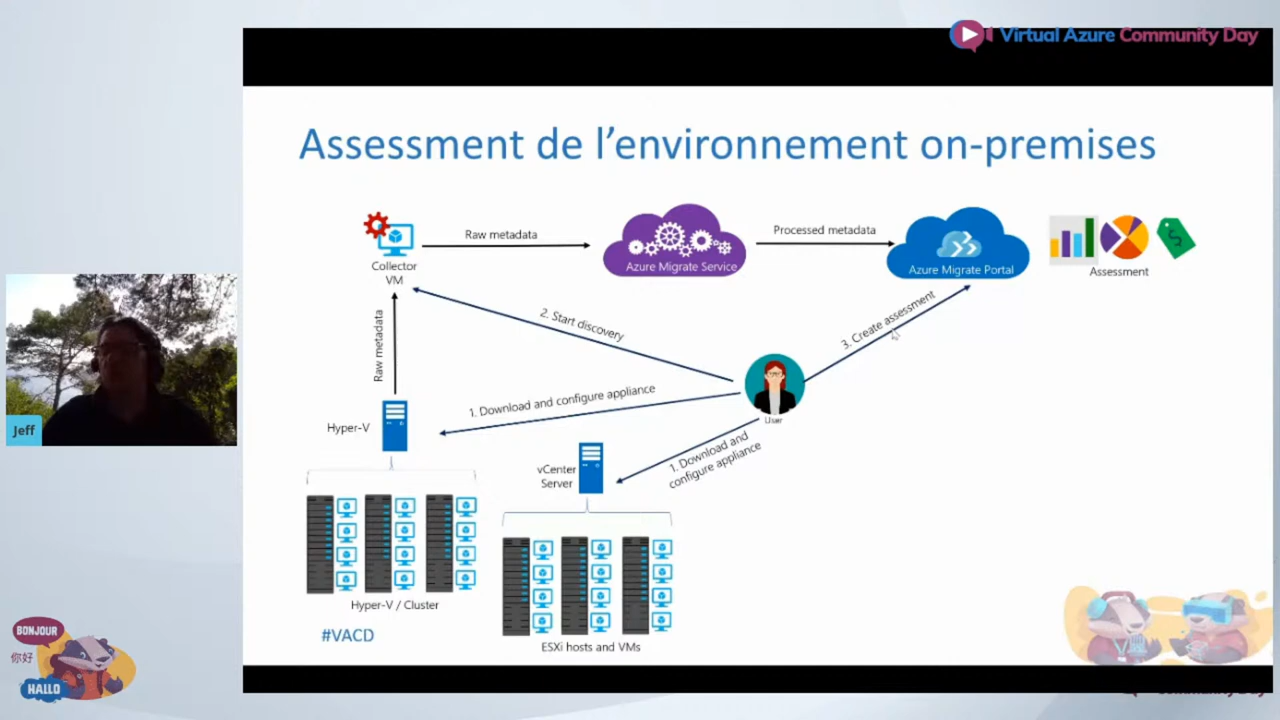 Virtual Azure Community Day
Assessment de l'environnement on-premises
Raw metadata
Processed metadata
Azure Migrate Service
Azure Migrate Portal
Collector
VM
Assessment
Raw metadata
2. Start discovery
3. Create assessment
1. Download and configure appliance
User
Hyper-V
1. Download and
configure appliance
vCenter
Server
Jeff
Hyper-V / Cluster
#VACD
ESXi hosts and VMs
BONJOUR
你好
HALLO